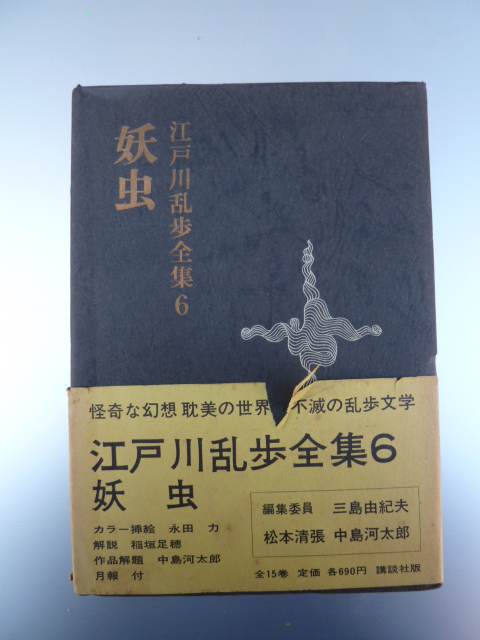 江戸川乱歩全集6
妖虫
怪奇な幻想 耽美の世界 不滅の乱歩文学
江戸川乱歩全集6
妖虫
カラー挿絵 永田 力
解説 稲垣足穂
作品解題 中島河太郎
月報 付
編集委員 三島由紀夫
松本清張 中島河太郎
全15巻 定価 各690円 講談社版